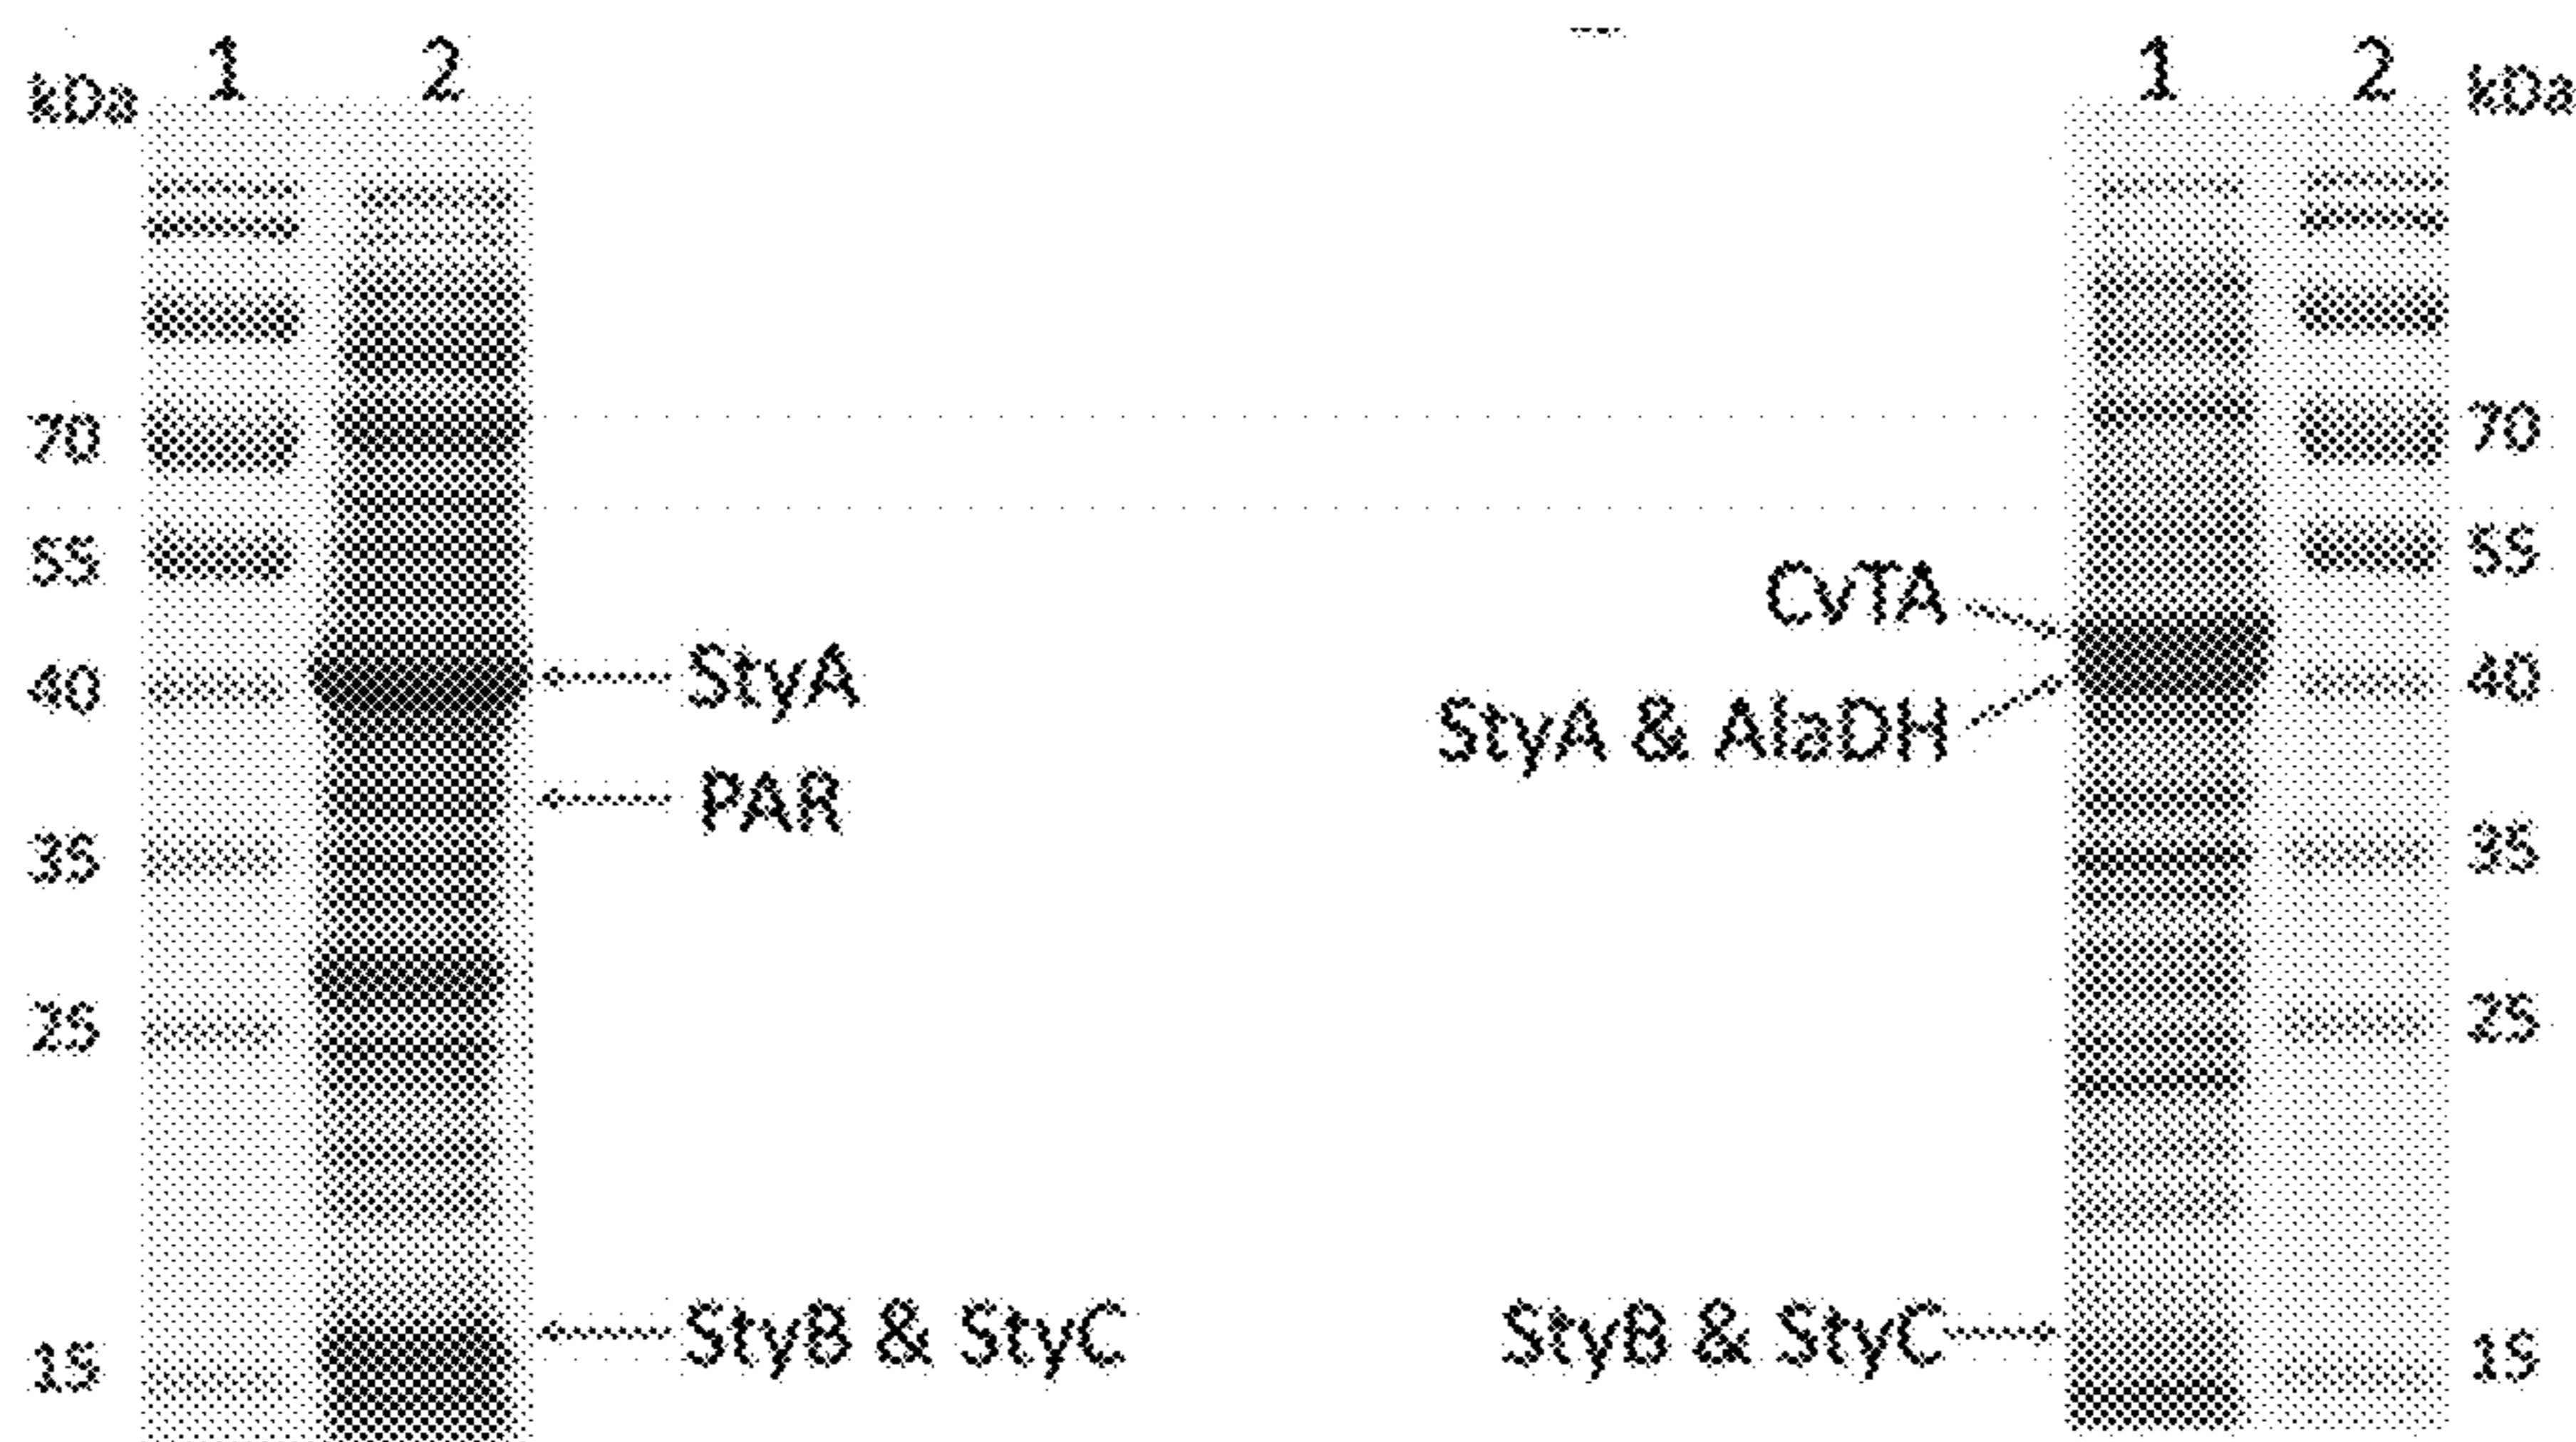 1 2 1 2
kDa kDa
70 70
55 CvTA 55
40 StyA StyA & AlaDH 40
PAR
35 35
25 25
15 StyB & StyC StyB & StyC 15